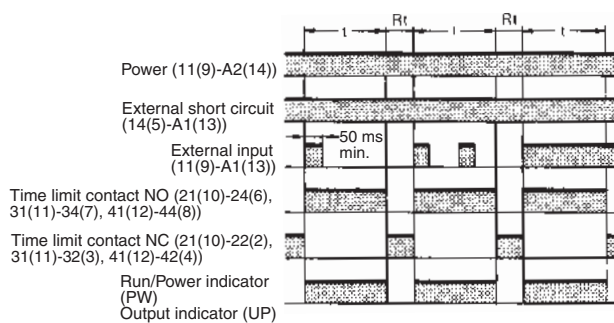 t Rt t Rt t
Power (11(9)-A2(14))
External short circuit
(14(5)-A1(13))
50 ms
min.
External input
(11(9)-A1(13))
Time limit contact NO (21(10)-24(6),
31(11)-34(7), 41(12)-44(8))
Time limit contact NC (21(10)-22(2),
31(11)-32(3), 41(12)-42(4))
Run/Power indicator
(PW)
Output indicator (UP)